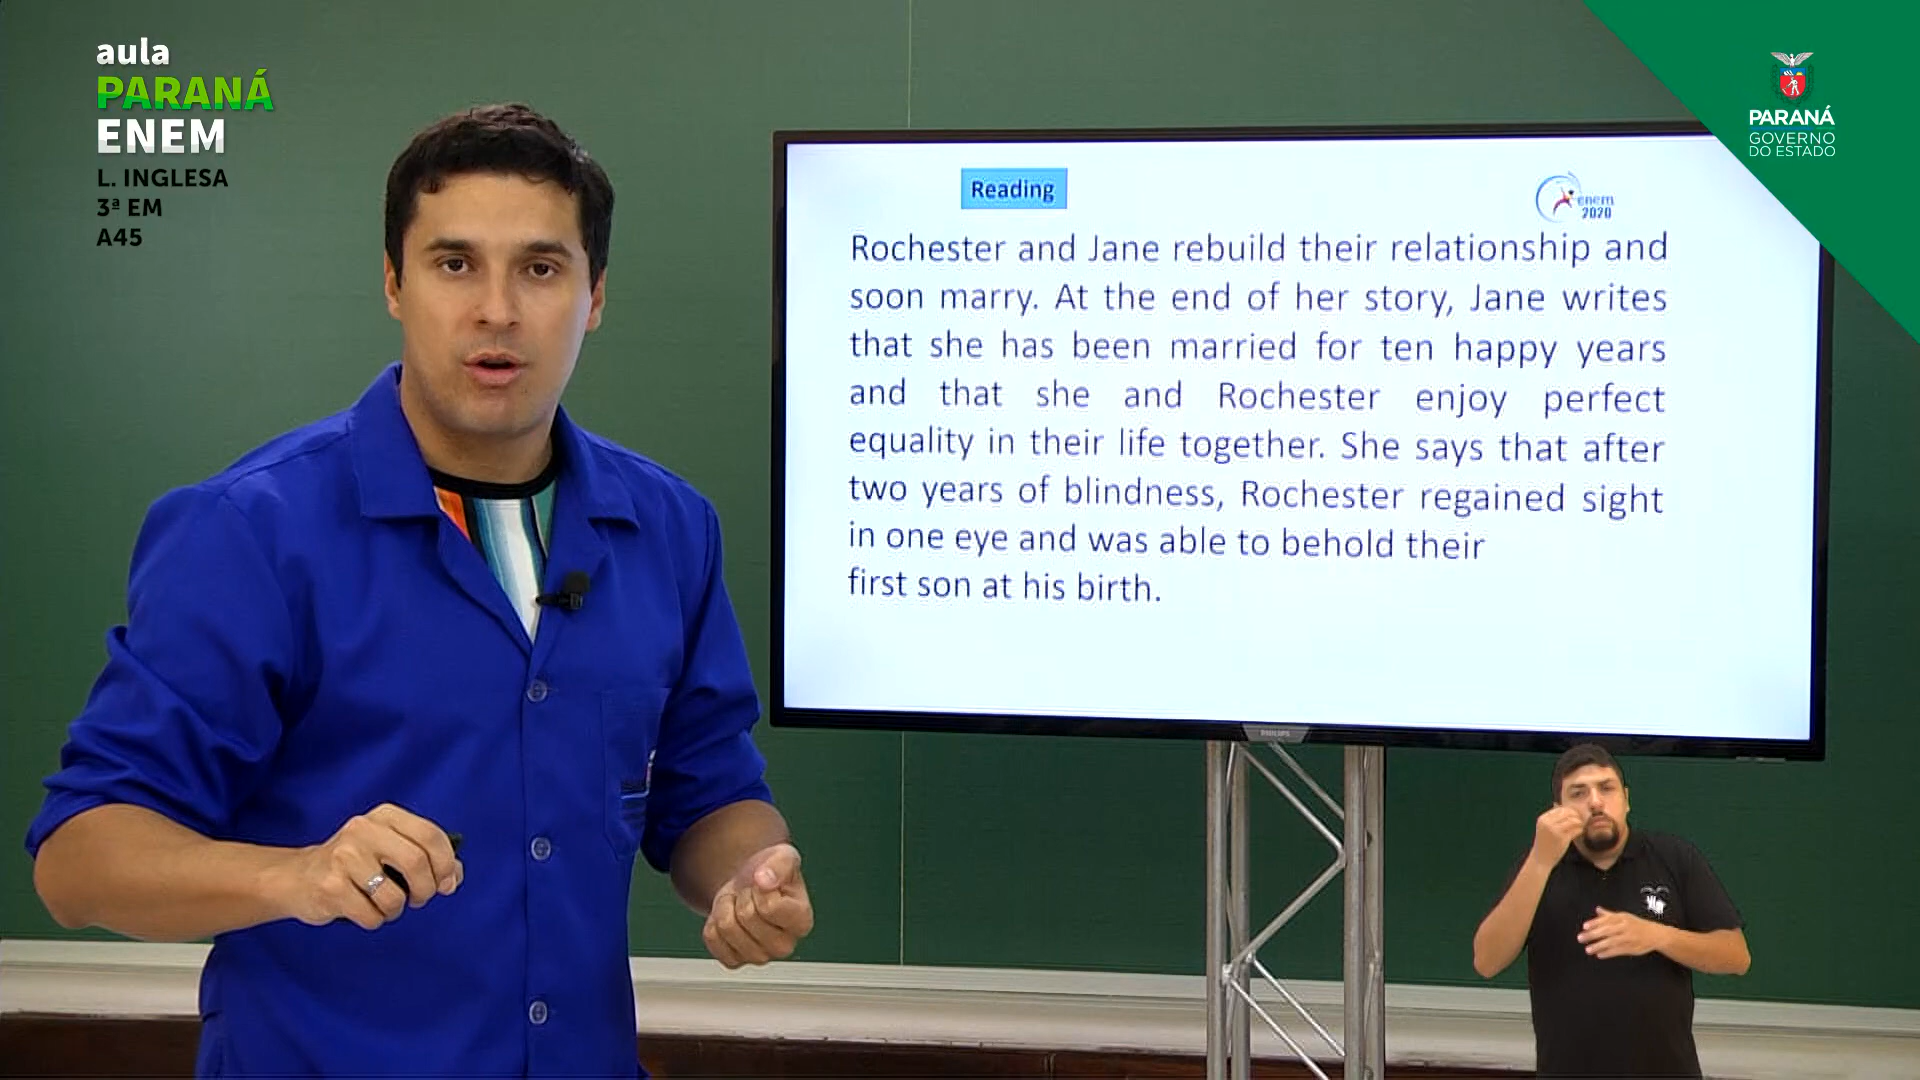 aula
PARANÁ
ENEM
L. INGLESA
3ª EM
A45
PARANÁ
GOVERNO
DO ESTADO
Reading
enem
2020
Rochester and Jane rebuild their relationship and
soon marry. At the end of her story, Jane writes
that she has been married for ten happy years
and that she and Rochester enjoy perfect
equality in their life together. She says that after
two years of blindness, Rochester regained sight
in one eye and was able to behold their
first son at his birth.
PHILIPS